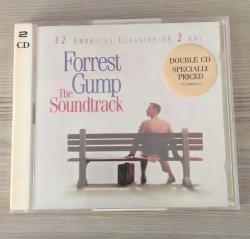 2
CD
32 AMERICAN CLASSICS ON 2 CDs
Forrest
Gump
The
Soundtrack
DOUBLE CD
SPECIALLY
PRICED